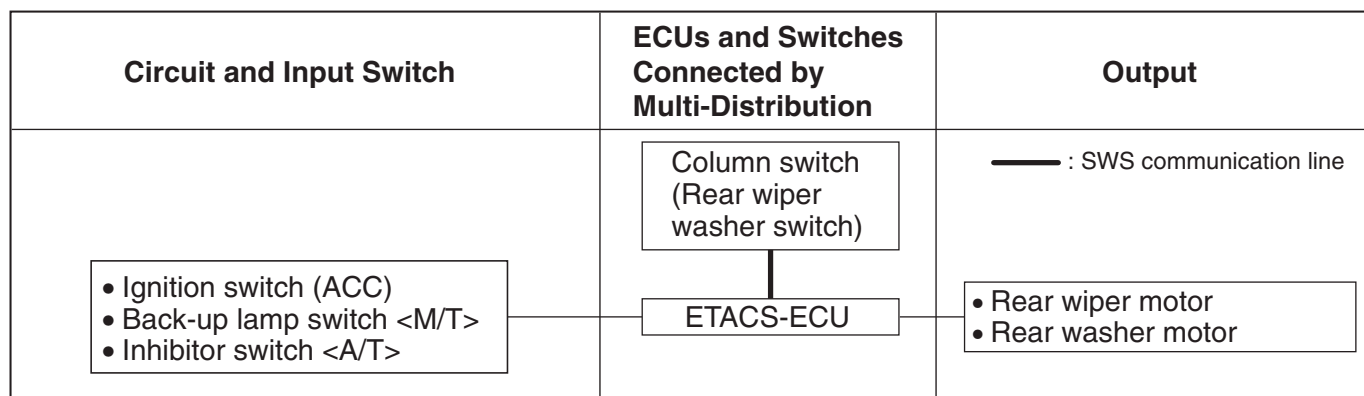 Circuit and Input Switch
ECUs and Switches
Connected by
Multi-Distribution
Output
Column switch
(Rear wiper
washer switch)
: SWS communication line
• Ignition switch (ACC)
• Back-up lamp switch <M/T>
• Inhibitor switch <A/T>
ETACS-ECU
• Rear wiper motor
• Rear washer motor